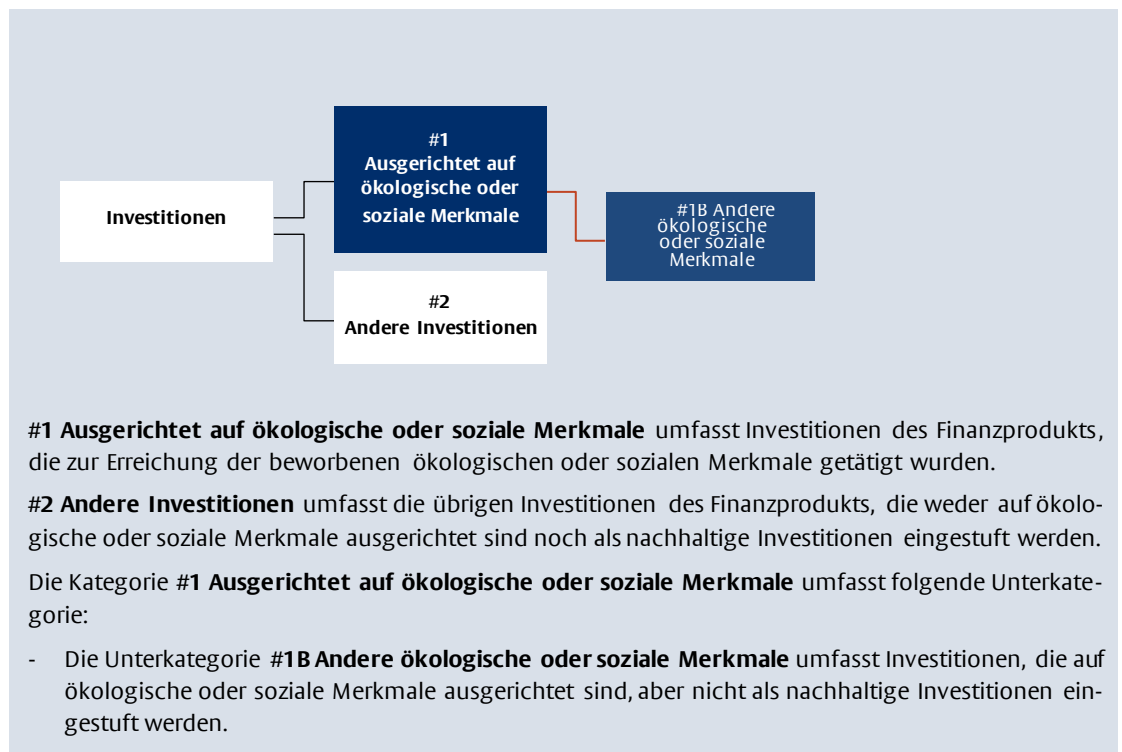 #1
Ausgerichtet auf
ökologische oder
soziale Merkmale
Investitionen
#1B Andere
ökologische
oder soziale
Merkmale
#2
Andere Investitionen
#1 Ausgerichtet auf ökologische oder soziale Merkmale umfasst Investitionen des Finanzprodukts,
die zur Erreichung der beworbenen ökologischen oder sozialen Merkmale getätigt wurden.
#2 Andere Investitionen umfasst die übrigen Investitionen des Finanzprodukts, die weder auf ökolo-
gische oder soziale Merkmale ausgerichtet sind noch als nachhaltige Investitionen eingestuft werden.
Die Kategorie #1 Ausgerichtet auf ökologische oder soziale Merkmale umfasst folgende Unterkate-
gorie:
- Die Unterkategorie #1B Andere ökologische oder soziale Merkmale umfasst Investitionen, die auf
ökologische oder soziale Merkmale ausgerichtet sind, aber nicht als nachhaltige Investitionen ein-
gestuft werden.